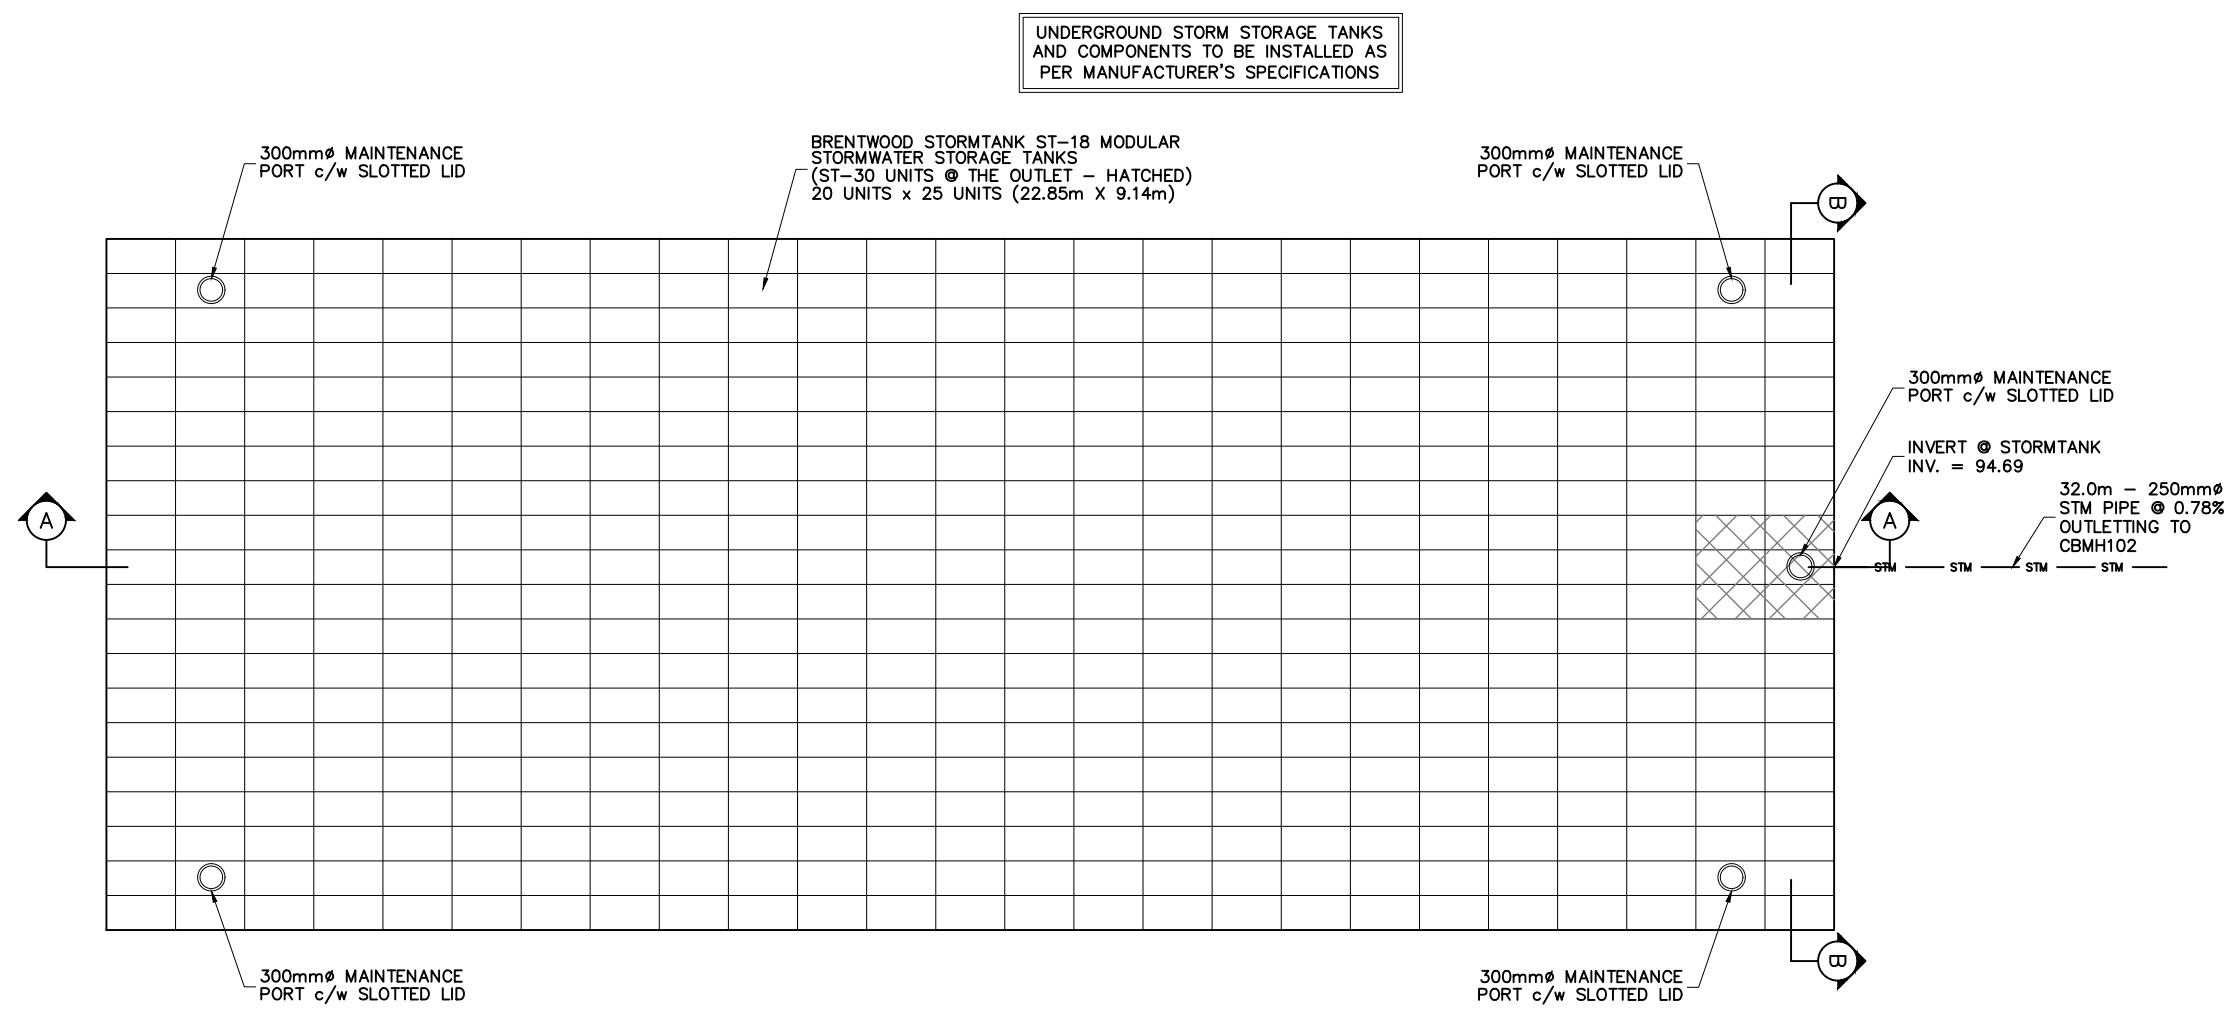 UNDERGROUND STORM STORAGE TANKS
AND COMPONENTS TO BE INSTALLED AS
PER MANUFACTURER'S SPECIFICATIONS
300mmø MAINTENANCE
PORT c/w SLOTTED LID
BRENTWOOD STORMTANK ST-18 MODULAR
STORMWATER STORAGE TANKS
(ST-30 UNITS @ THE OUTLET - HATCHED)
20 UNITS x 25 UNITS (22.85m X 9.14m)
300mmø MAINTENANCE
PORT c/w SLOTTED LID
B
300mmø MAINTENANCE
PORT c/w SLOTTED LID
INVERT @ STORMTANK
INV. = 94.69
32.0m - 250mmø
STM PIPE @ 0.78%
OUTLETTING TO
CBMH102
A
A
STM STM STM STM
300mmø MAINTENANCE
PORT c/w SLOTTED LID
300mmø MAINTENANCE
PORT c/w SLOTTED LID
B